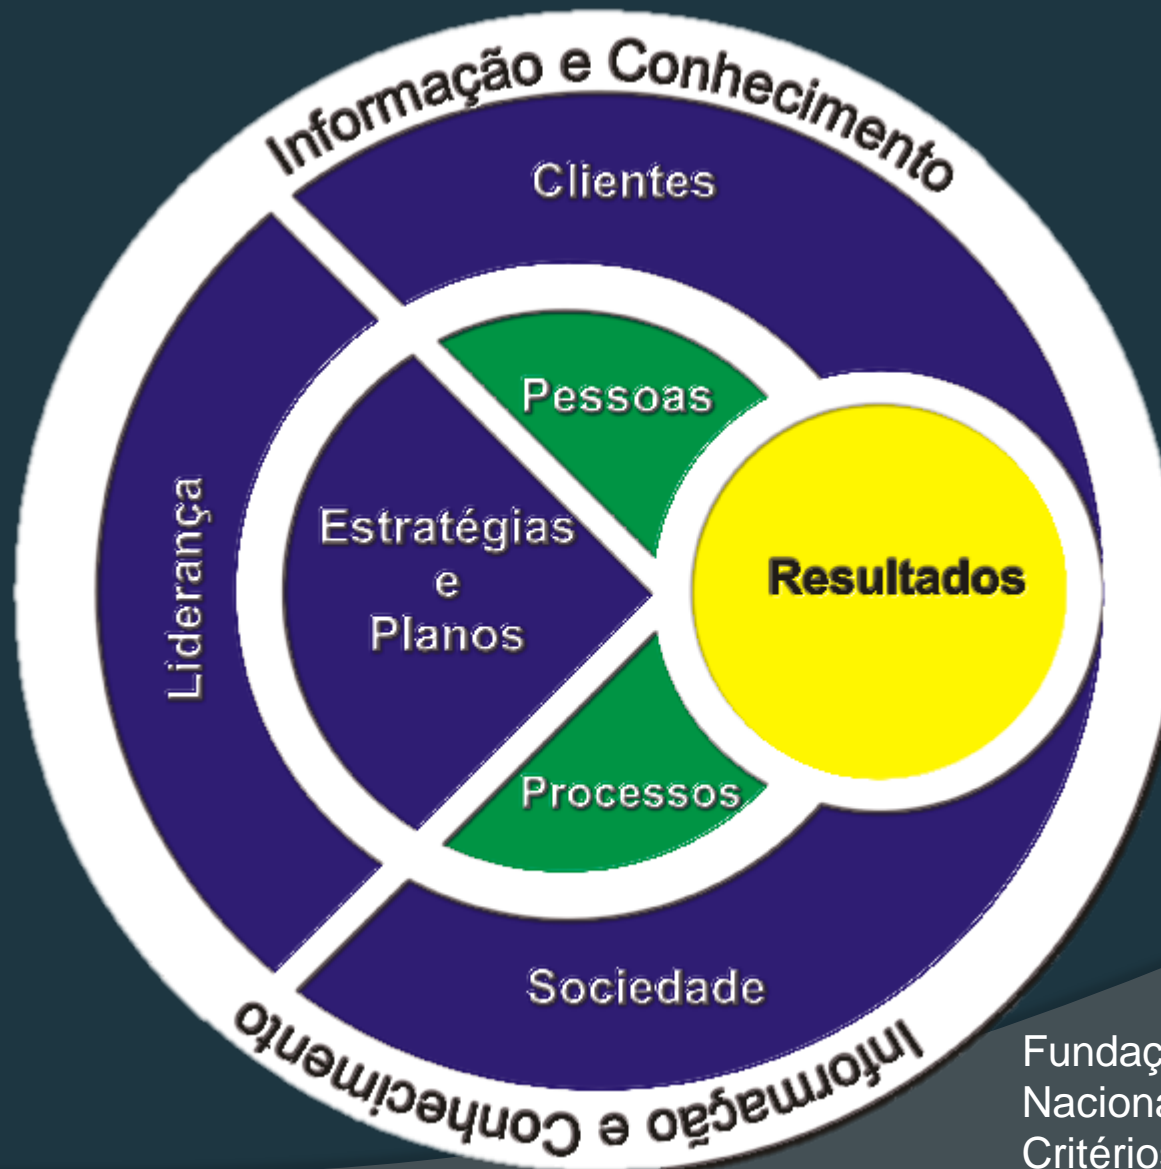 Informação e Conhecimento
Clientes
Pessoas
Liderança
Estratégias
e
Planos
Resultados
Processos
Sociedade
Informação e Conhecimento